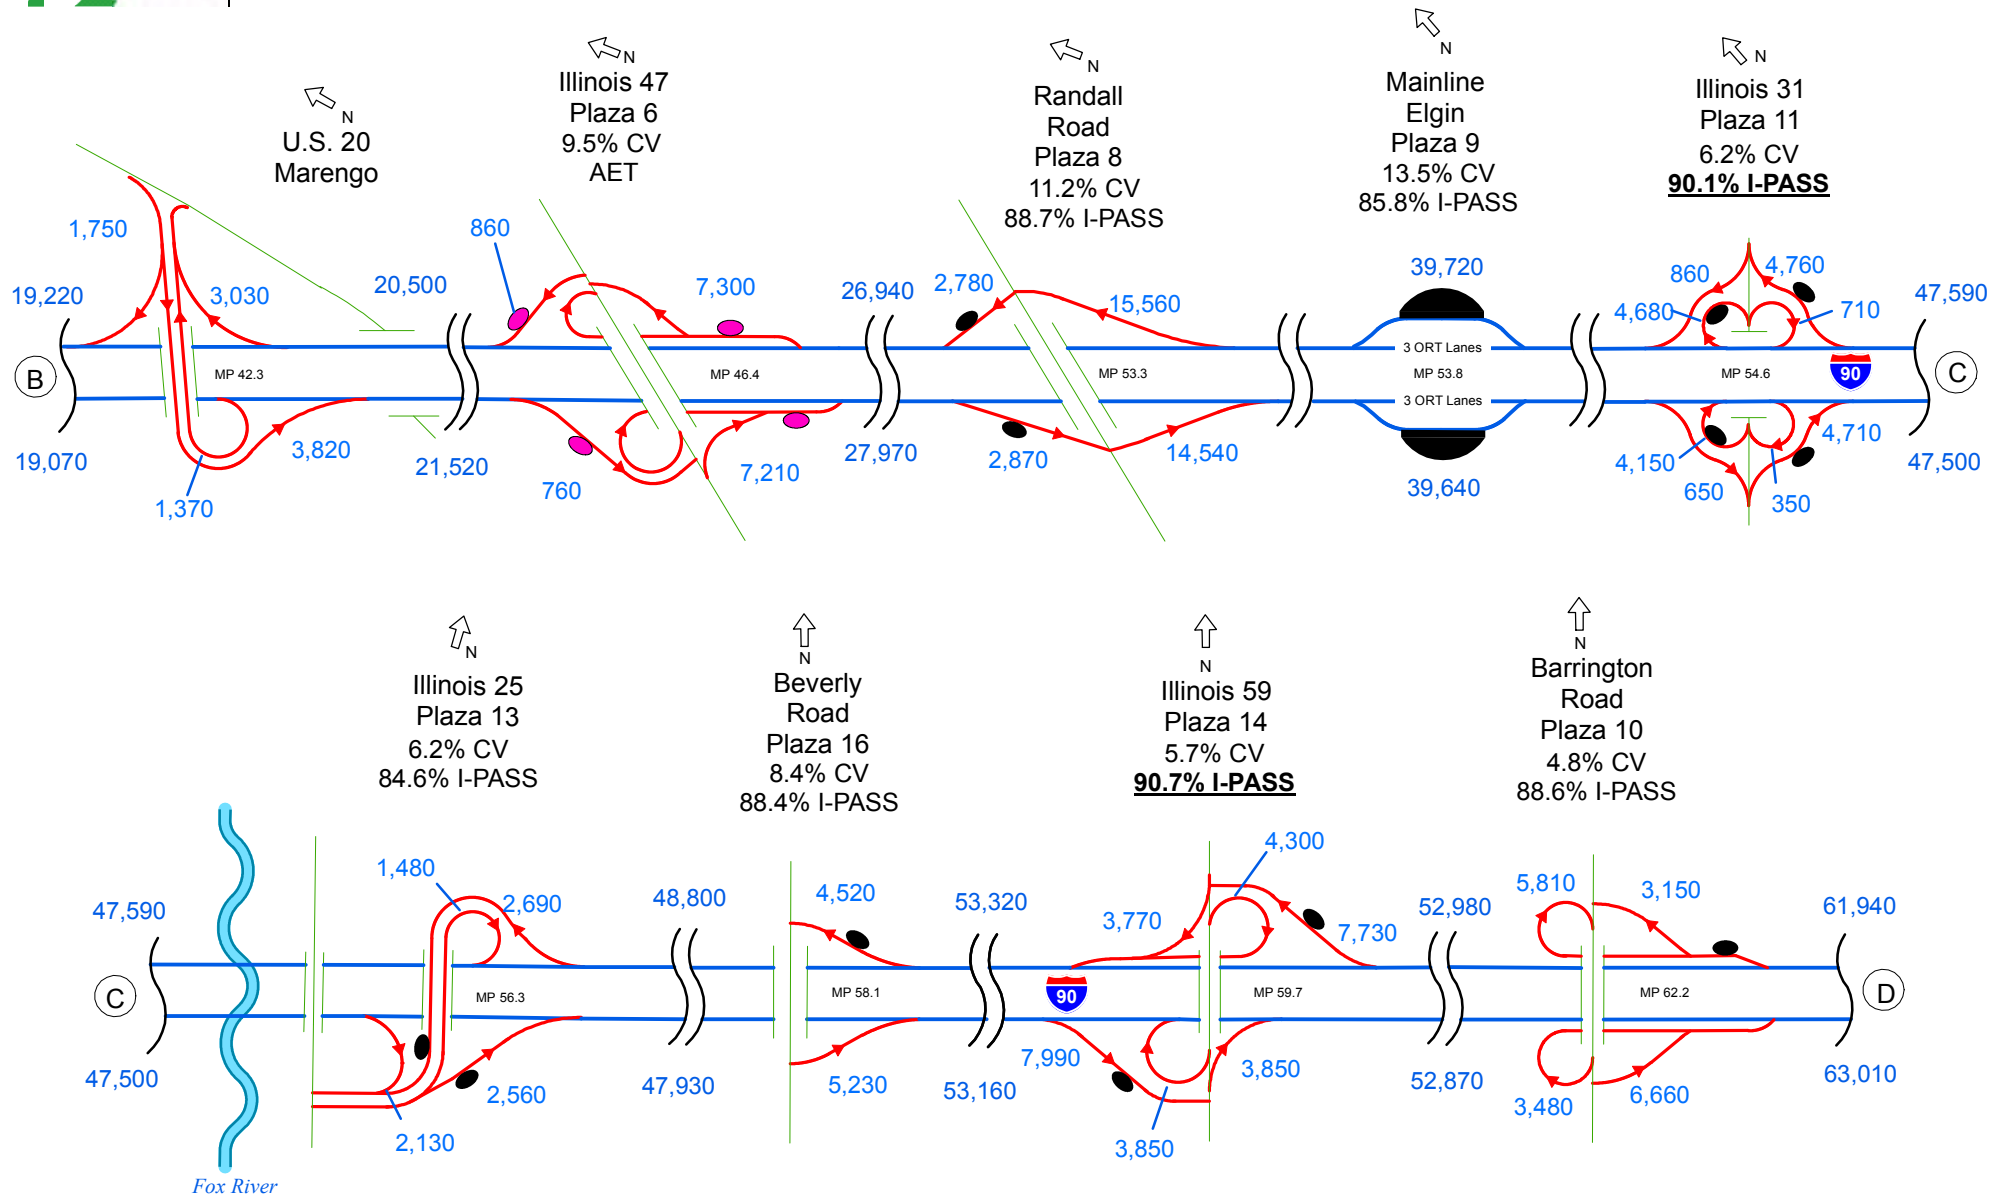 N
U.S. 20
Marengo
N
Illinois 47
Plaza 6
9.5% CV
AET
N
Randall
Road
Plaza 8
11.2% CV
88.7% I-PASS
N
Mainline
Elgin
Plaza 9
13.5% CV
85.8% I-PASS
N
Illinois 31
Plaza 11
6.2% CV
90.1% I-PASS
1,750
19,220
3,030
20,500
860
7,300
26,940
2,780
15,560
39,720
860
4,760
4,680
710
47,590
B
MP 42.3
MP 46.4
MP 53.3
3 ORT Lanes
MP 53.8
3 ORT Lanes
MP 54.6
90
C
19,070
1,370
3,820
21,520
760
7,210
27,970
2,870
14,540
39,640
4,150
650
350
4,710
47,500
N
Illinois 25
Plaza 13
6.2% CV
84.6% I-PASS
N
Beverly
Road
Plaza 16
8.4% CV
88.4% I-PASS
N
Illinois 59
Plaza 14
5.7% CV
90.7% I-PASS
N
Barrington
Road
Plaza 10
4.8% CV
88.6% I-PASS
47,590
1,480
2,690
48,800
4,520
53,320
3,770
4,300
7,730
52,980
5,810
3,150
61,940
C
MP 56.3
MP 58.1
90
MP 59.7
MP 62.2
D
47,500
2,130
2,560
47,930
5,230
53,160
7,990
3,850
3,850
52,870
3,480
6,660
63,010
Fox River